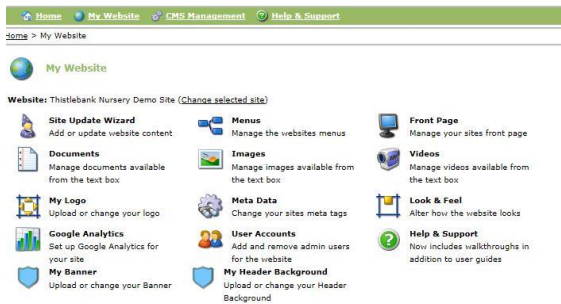 Home My Website CMS Management Help & Support
Home > My Website
My Website
Website: Thistlebank Nursery Demo Site (Change selected site)
Site Update Wizard
Add or update website content
Menus
Manage the websites menus
Front Page
Manage your sites front page
Documents
Manage documents available
from the text box
Images
Manage images available from
the text box
Videos
Manage videos available from
the text box
My Logo
Upload or change your logo
Meta Data
Change your sites meta tags
Look & Feel
Alter how the website looks
Google Analytics
Set up Google Analytics for
your site
User Accounts
Add and remove admin users
for the website
Help & Support
Now includes walkthroughs in
addition to user guides
My Banner
Upload or change your Banner
My Header Background
Upload or change your Header
Background